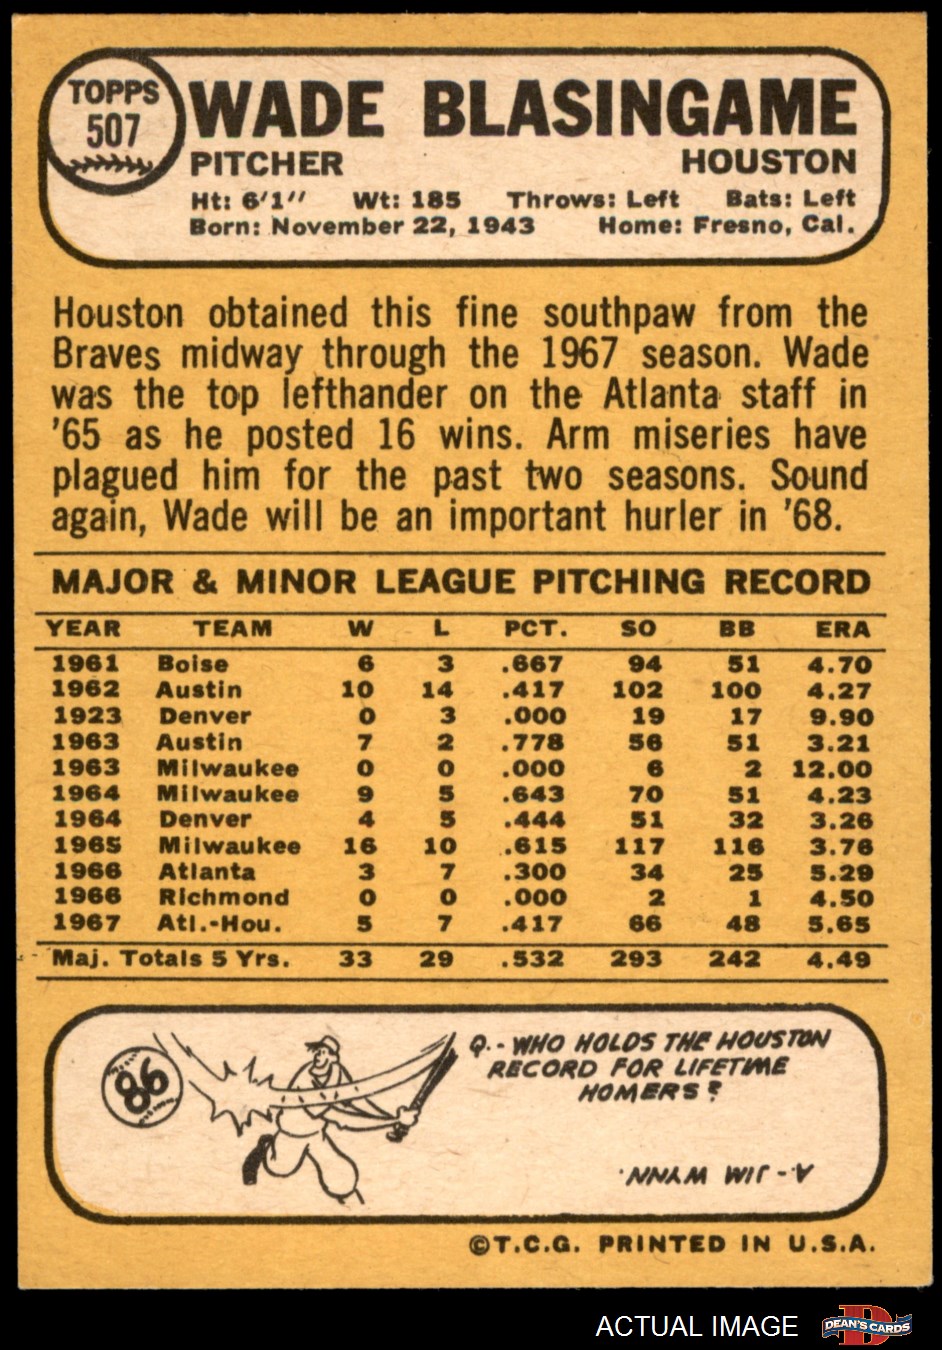 TOPPS
507
WADE BLASINGAME
PITCHER HOUSTON
Ht: 6'1" Wt: 185 Throws: Left Bats: Left
Born: November 22, 1943 Home: Fresno, Cal.
Houston obtained this fine southpaw from the
Braves midway through the 1967 season. Wade
was the top lefthander on the Atlanta staff in
'65 as he posted 16 wins. Arm miseries have
plagued him for the past two seasons. Sound
again, Wade will be an important hurler in '68.
MAJOR & MINOR LEAGUE PITCHING RECORD
YEAR TEAM W L PCT. SO BB ERA
1961 Boise 6 3 .667 94 51 4.70
1962 Austin 10 14 .417 102 100 4.27
1923 Denver 0 3 .000 19 17 9.90
1963 Austin 7 2 .778 56 51 3.21
1963 Milwaukee 0 0 .000 6 2 12.00
1964 Milwaukee 9 5 .643 70 51 4.23
1964 Denver 4 5 .444 51 32 3.26
1965 Milwaukee 16 10 .615 117 116 3.76
1966 Atlanta 3 7 .300 34 25 5.29
1966 Richmond 0 0 .000 2 1 4.50
1967 Atl.-Hou. 5 7 .417 66 48 5.65
Maj. Totals 5 Yrs. 33 29 .532 293 242 4.49
86
Q.- WHO HOLDS THE HOUSTON
RECORD FOR LIFETIME
HOMERS?
A- JIM WYNN.
©T.C.G. PRINTED IN U.S.A.
ACTUAL IMAGE
D
DEAN'S CARDS